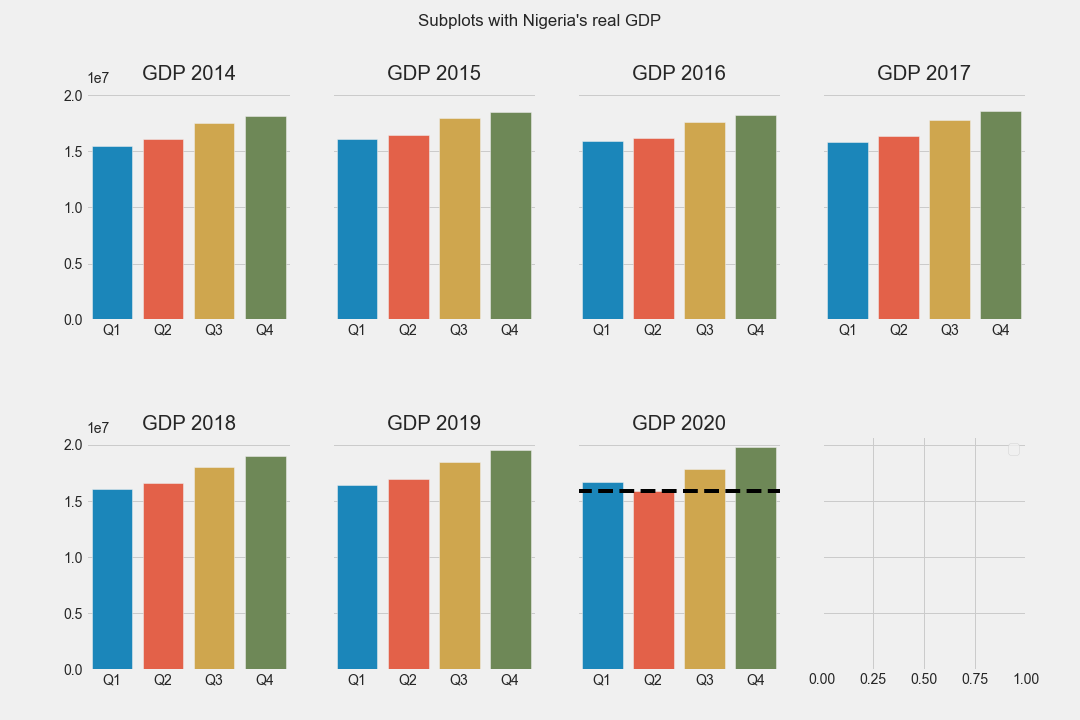 Subplots with Nigeria's real GDP
GDP 2014
GDP 2015
GDP 2016
GDP 2017
1e7
2.0
1.5
1.0
0.5
0.0
Q1 Q2 Q3 Q4
Q1 Q2 Q3 Q4
Q1 Q2 Q3 Q4
Q1 Q2 Q3 Q4
GDP 2018
GDP 2019
GDP 2020
1e7
2.0
1.5
1.0
0.5
0.0
Q1 Q2 Q3 Q4
Q1 Q2 Q3 Q4
Q1 Q2 Q3 Q4
0.00 0.25 0.50 0.75 1.00